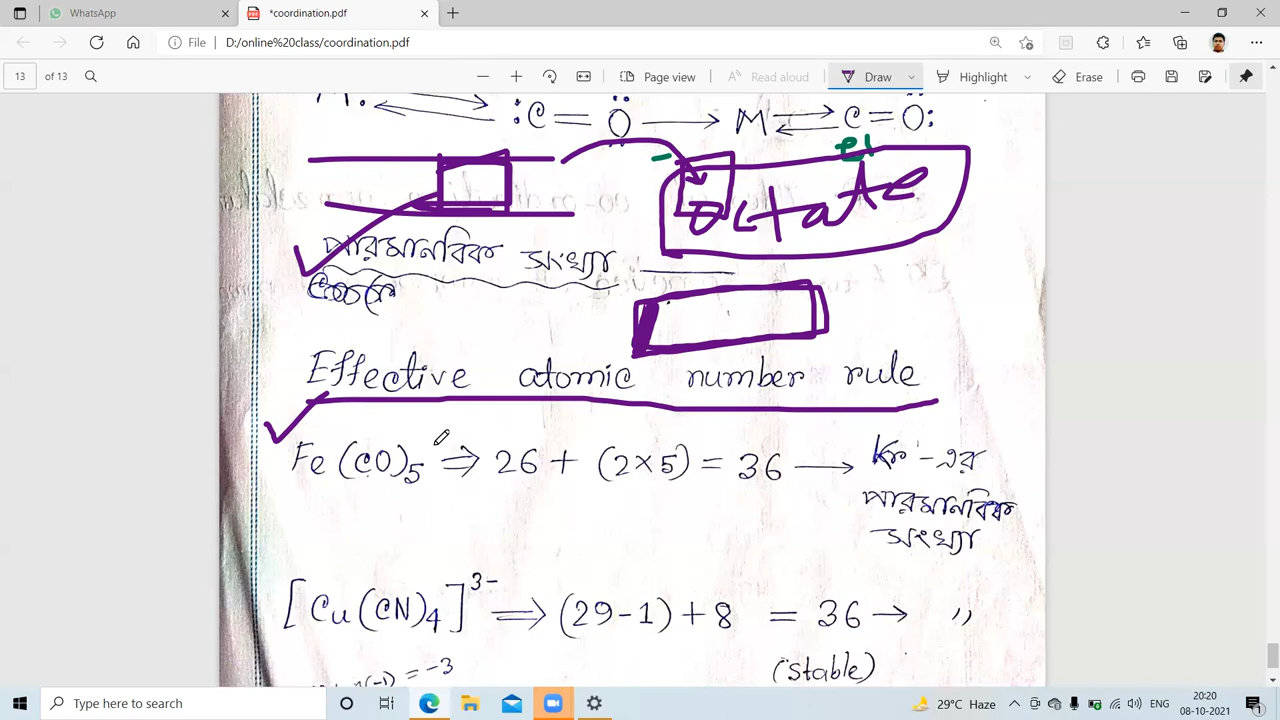 WhatsApp
*coordination.pdf
File D:/online%20class/coordination.pdf
13 of 13
Page view
Read aloud
Draw
Highlight
Erase
:C = O → M ⇌ C = O:
el
octate
পারমানবিক সংখ্যা
Effective atomic number rule
Fe(CO)5 ⇒ 26 + (2×5) = 36 → Kr -এর
পারমানবিক
সংখ্যা
[Cu(CN)4]3- ⇒ (29-1) + 8 = 36 → "
(stable)
(-1) = -3
Type here to search
29°C Haze
20:20
08-10-2021